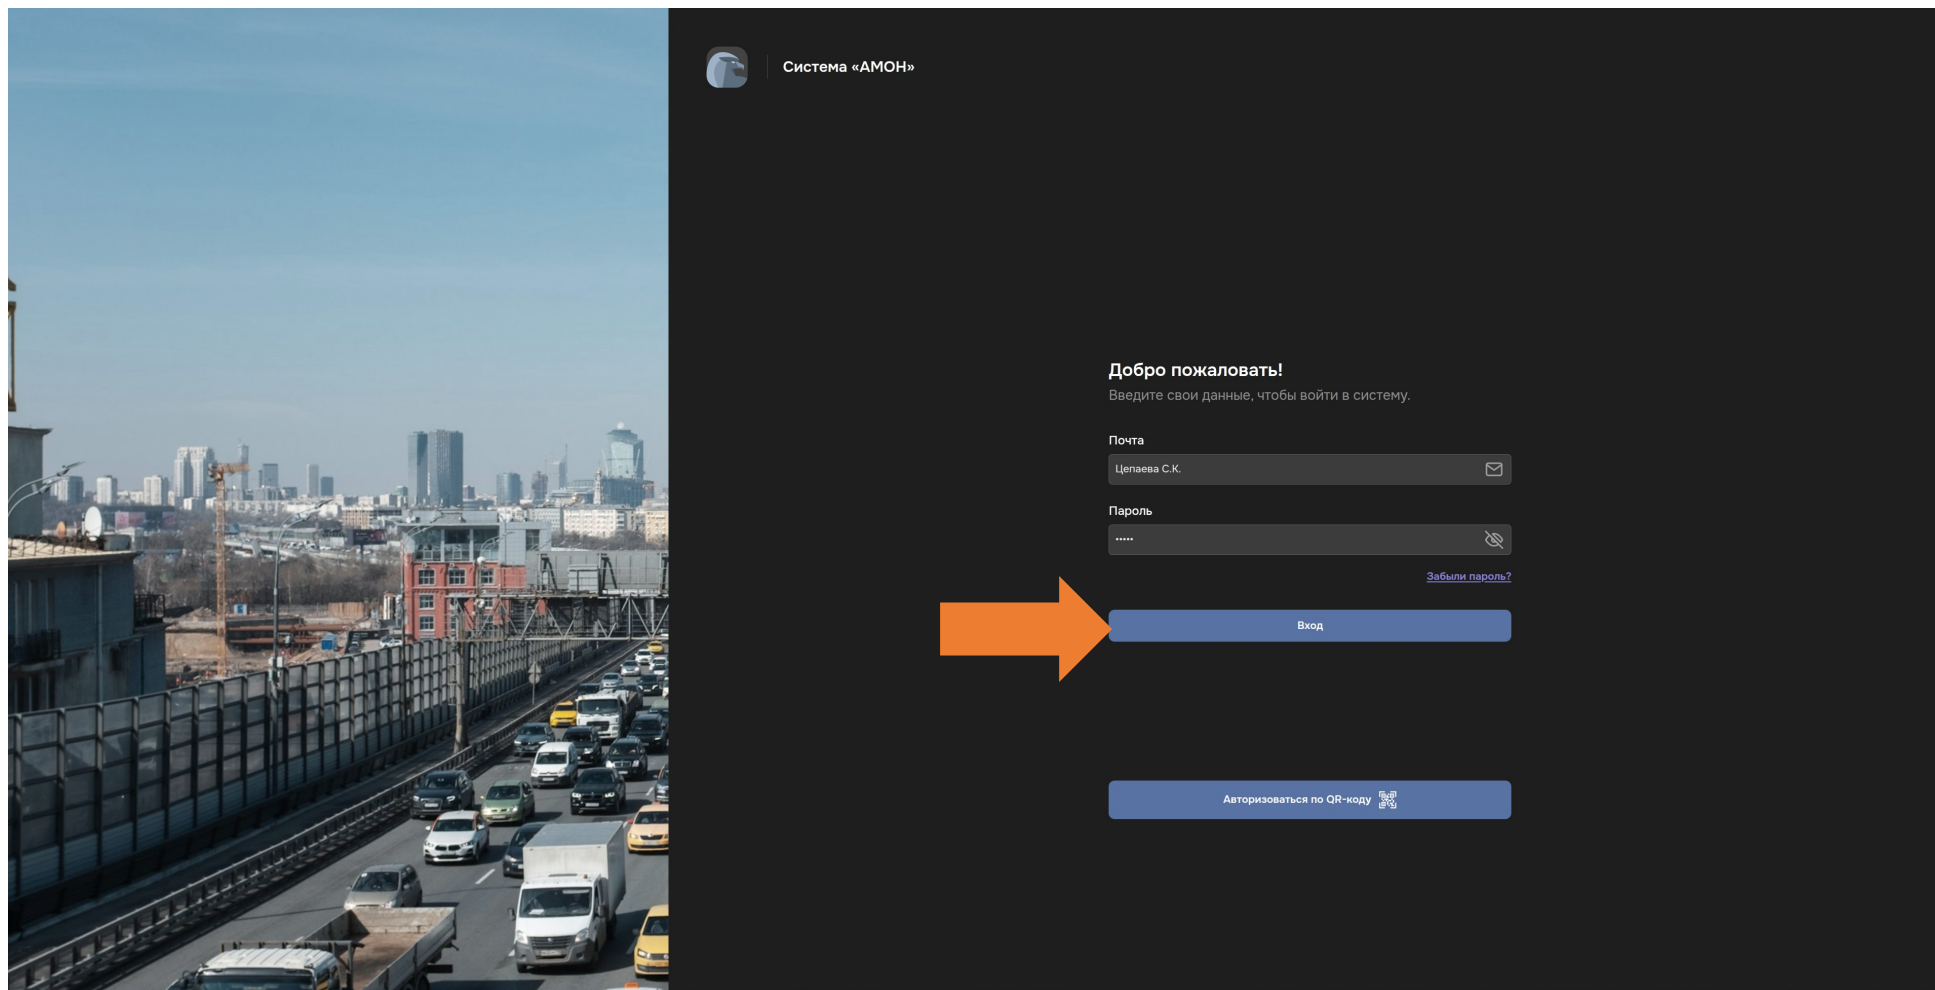 Система «АМОН»
Добро пожаловать!
Введите свои данные, чтобы войти в систему.
Почта
Цепаева С.К.
Пароль
•••••
Забыли пароль?
Вход
Авторизоваться по QR-коду